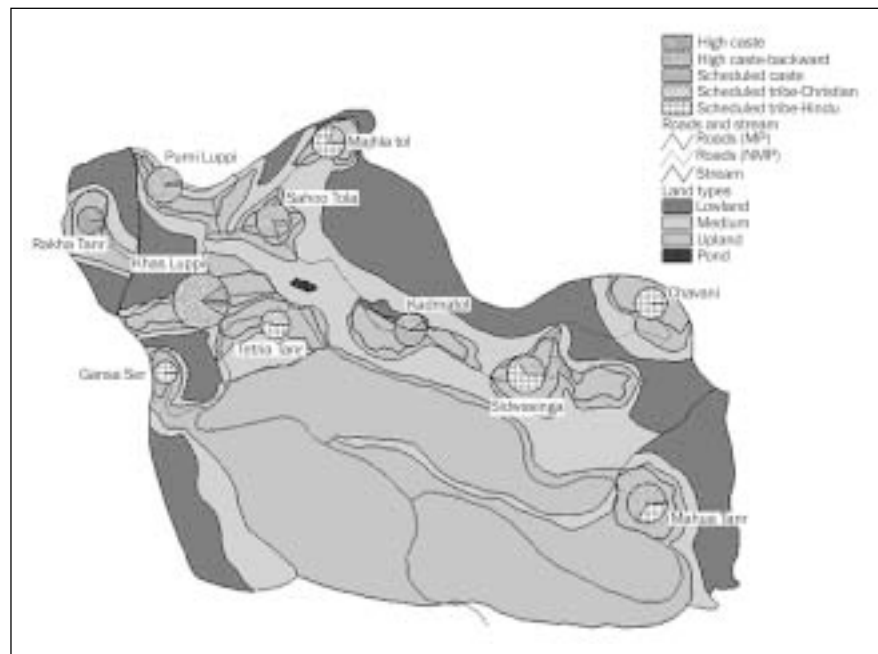 High caste
High caste-backward
Scheduled caste
Scheduled tribe-Christian
Scheduled tribe-Hindu
Roads and stream
Roads (MP)
Roads (NMP)
Stream
Land types
Lowland
Medium
Upland
Pond
Majhla tol
Purni Luppi
Sahoo Tola
Rakha Tanr
Khas Luppi
Chavani
Kadmatol
Tetria Tanr
Garsa Ser
Sidwasinga
Mahua Tanr